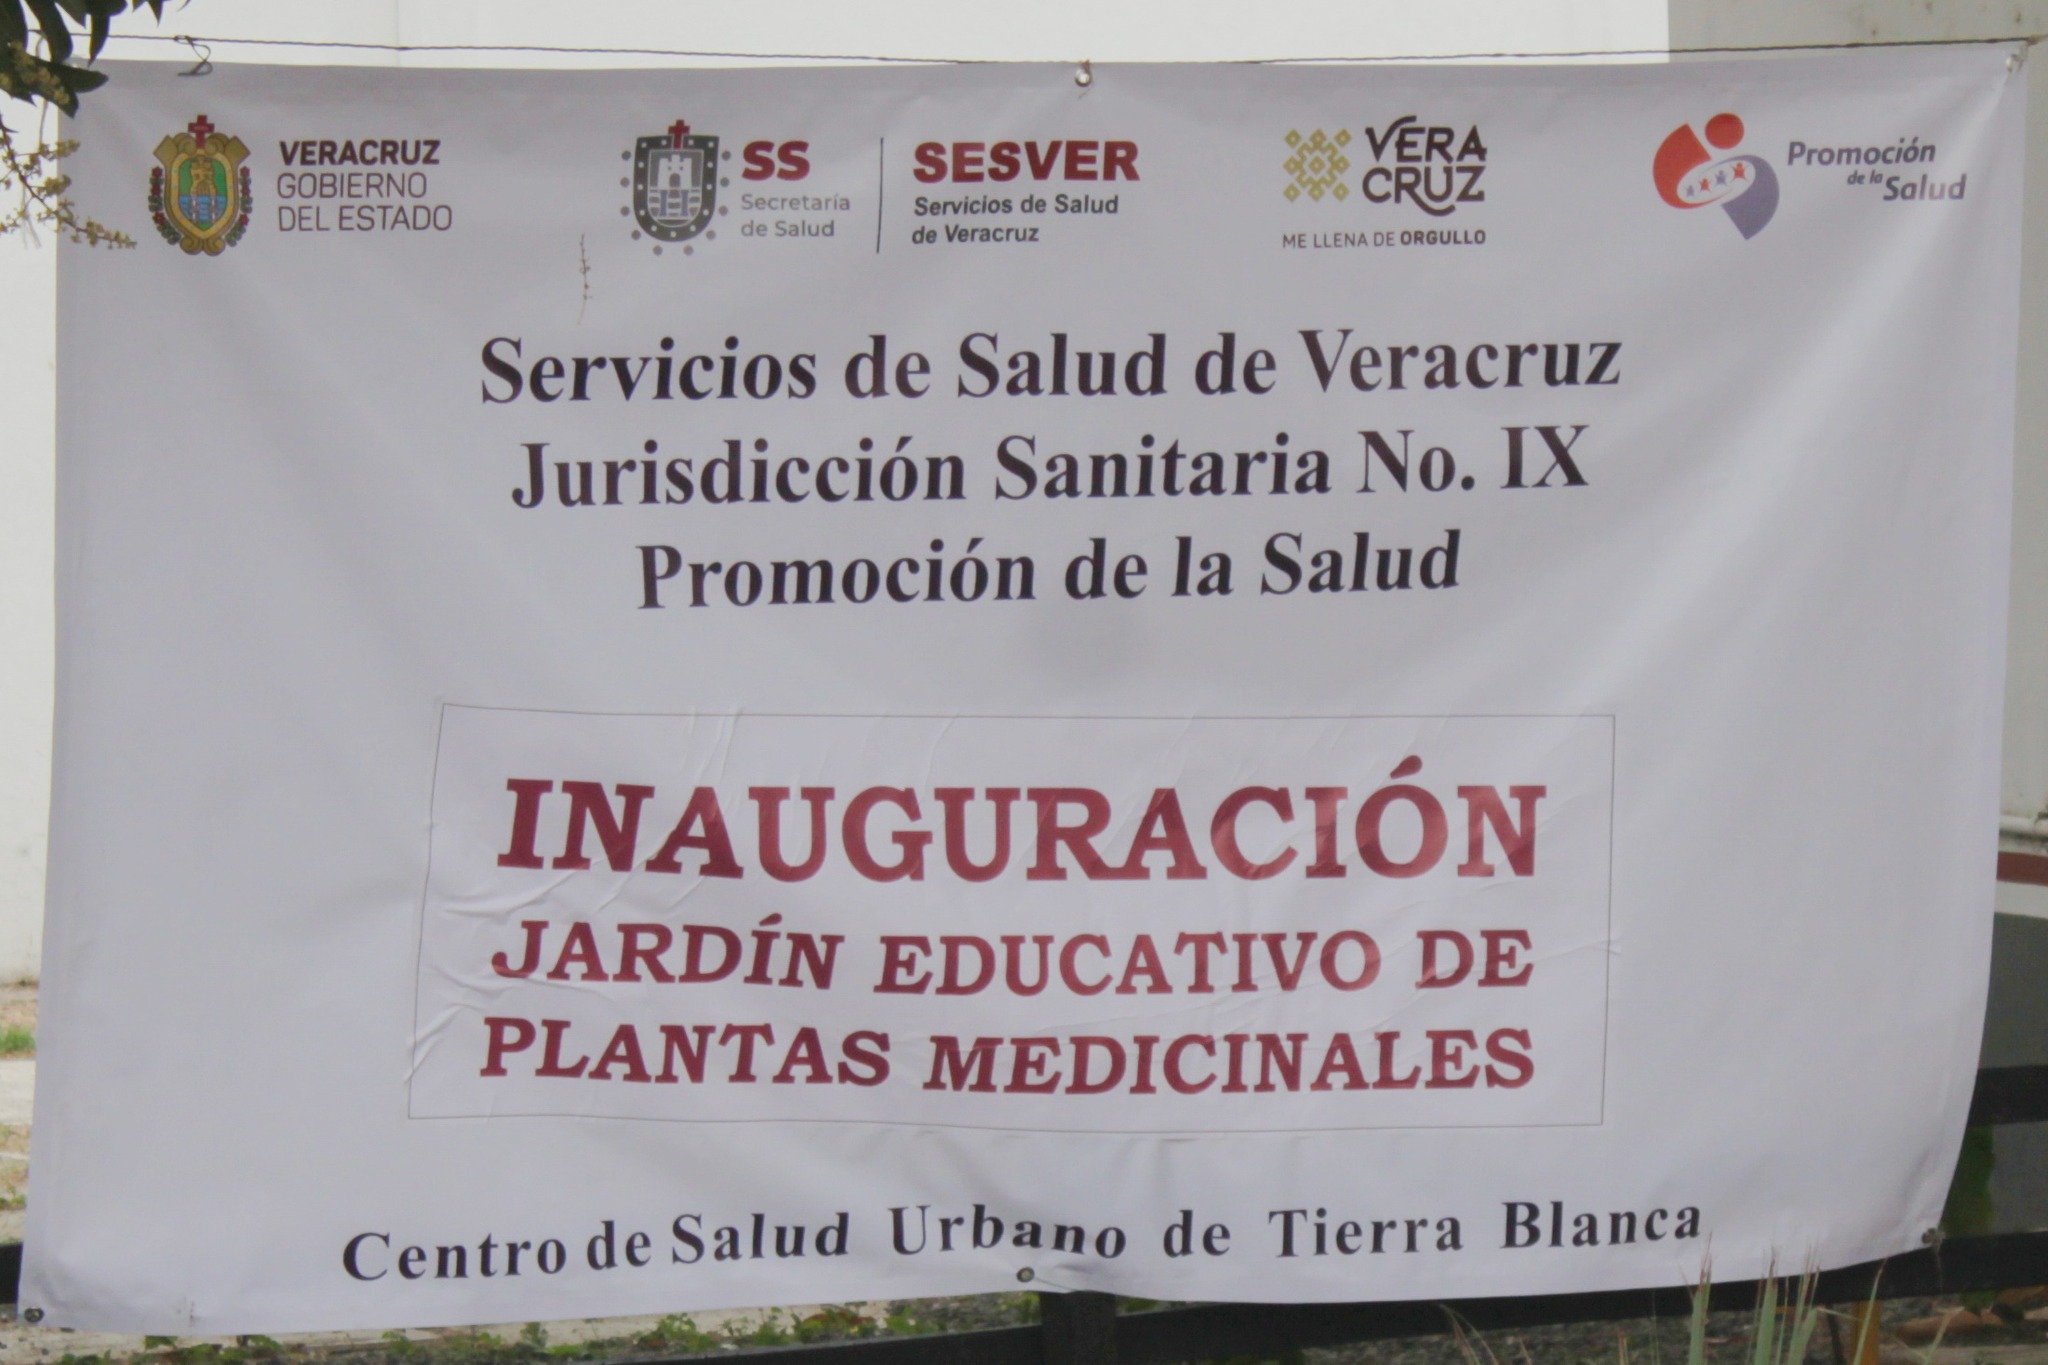 VERACRUZ
GOBIERNO
DEL ESTADO
SS
Secretaría
de Salud
SESVER
Servicios de Salud
de Veracruz
VERA
CRUZ
ME LLENA DE ORGULLO
Promoción
de la Salud
Servicios de Salud de Veracruz
Jurisdicción Sanitaria No. IX
Promoción de la Salud
INAUGURACIÓN
JARDÍN EDUCATIVO DE
PLANTAS MEDICINALES
Centro de Salud Urbano de Tierra Blanca